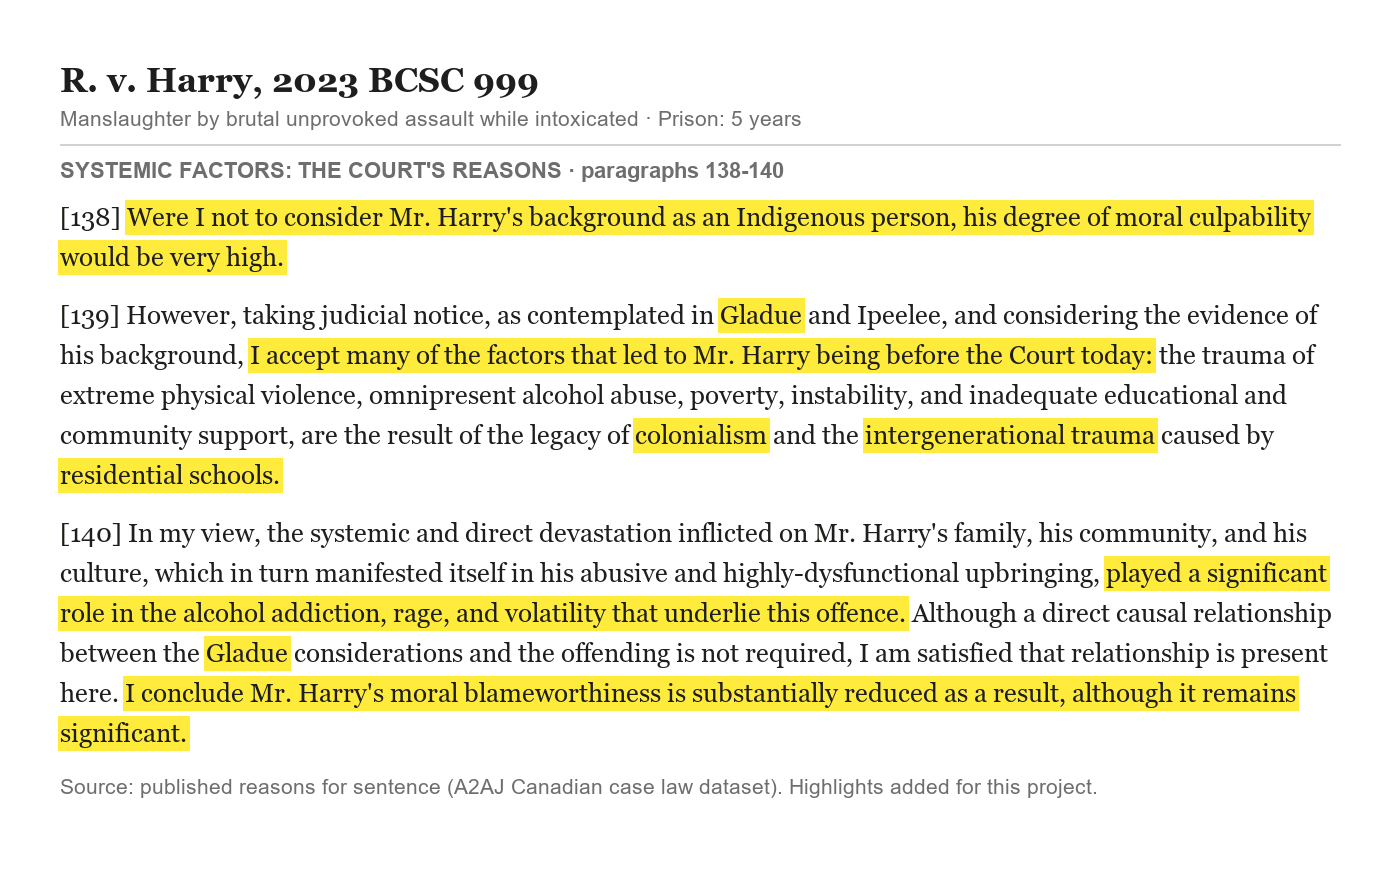 R. v. Harry, 2023 BCSC 999
Manslaughter by brutal unprovoked assault while intoxicated · Prison: 5 years
SYSTEMIC FACTORS: THE COURT'S REASONS · paragraphs 138-140
[138] Were I not to consider Mr. Harry's background as an Indigenous person, his degree of moral culpability
would be very high.
[139] However, taking judicial notice, as contemplated in Gladue and Ipeelee, and considering the evidence of
his background, I accept many of the factors that led to Mr. Harry being before the Court today: the trauma of
extreme physical violence, omnipresent alcohol abuse, poverty, instability, and inadequate educational and
community support, are the result of the legacy of colonialism and the intergenerational trauma caused by
residential schools.
[140] In my view, the systemic and direct devastation inflicted on Mr. Harry's family, his community, and his
culture, which in turn manifested itself in his abusive and highly-dysfunctional upbringing, played a significant
role in the alcohol addiction, rage, and volatility that underlie this offence. Although a direct causal relationship
between the Gladue considerations and the offending is not required, I am satisfied that relationship is present
here. I conclude Mr. Harry's moral blameworthiness is substantially reduced as a result, although it remains
significant.
Source: published reasons for sentence (A2AJ Canadian case law dataset). Highlights added for this project.